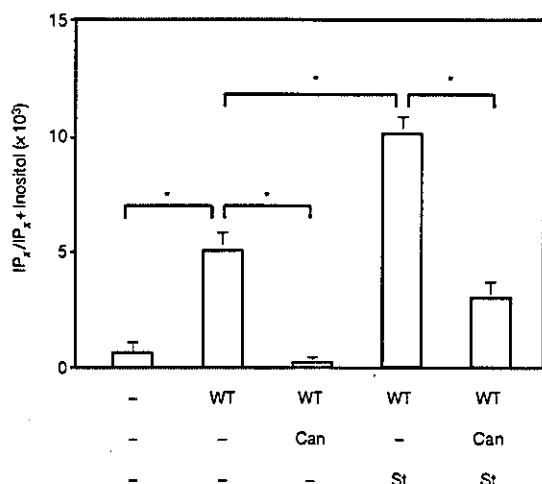 15
10
5
0
IPx/IPx + Inositol (×10³)
* * * *
– WT WT WT WT
– – Can – Can
– – – St St